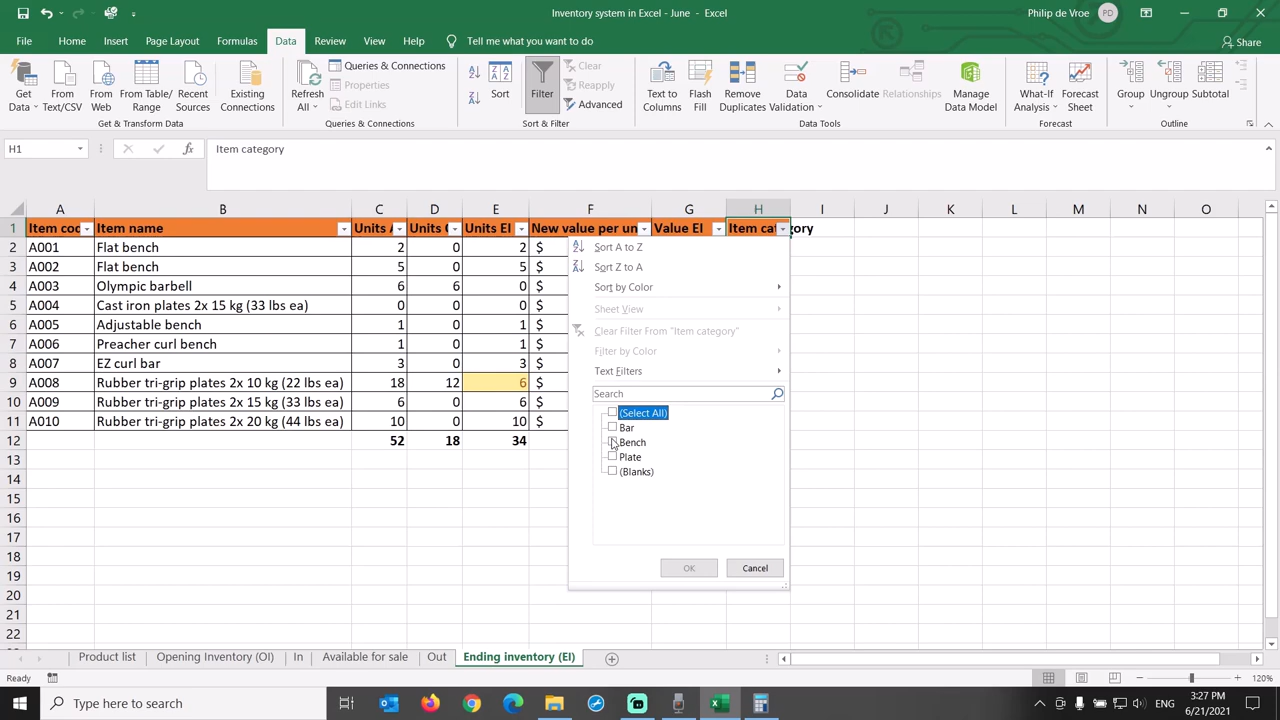 Inventory system in Excel - June - Excel
Philip de Vroe PD
File Home Insert Page Layout Formulas Data Review View Help Tell me what you want to do Share
Get Data From Text/CSV From Web From Table/Range Recent Sources Existing Connections
Get & Transform Data
Refresh All Queries & Connections
Properties
Edit Links
Queries & Connections
Sort Filter Clear
Reapply
Advanced
Sort & Filter
Text to Columns Flash Fill Remove Duplicates Data Validation Consolidate Relationships Manage Data Model
Data Tools
What-If Analysis Forecast Sheet
Forecast
Group Ungroup Subtotal
Outline
H1 fx Item category
A B C D E F G H I J K L M N O
1 Item cod Item name Units A Units O Units EI New value per un Value EI Item category
2 A001 Flat bench 2 0 2 $
3 A002 Flat bench 5 0 5 $
4 A003 Olympic barbell 6 6 0 $
5 A004 Cast iron plates 2x 15 kg (33 lbs ea) 0 0 0 $
6 A005 Adjustable bench 1 0 1 $
7 A006 Preacher curl bench 1 0 1 $
8 A007 EZ curl bar 3 0 3 $
9 A008 Rubber tri-grip plates 2x 10 kg (22 lbs ea) 18 12 6 $
10 A009 Rubber tri-grip plates 2x 15 kg (33 lbs ea) 6 0 6 $
11 A010 Rubber tri-grip plates 2x 20 kg (44 lbs ea) 10 0 10 $
12 52 18 34
13
14
15
16
17
18
19
20
21
22
Sort A to Z
Sort Z to A
Sort by Color
Sheet View
Clear Filter From "Item category"
Filter by Color
Text Filters
Search
(Select All)
Bar
Bench
Plate
(Blanks)
OK Cancel
Product list Opening Inventory (OI) In Available for sale Out Ending inventory (EI)
Ready 120%
Type here to search
ENG 3:27 PM
6/21/2021